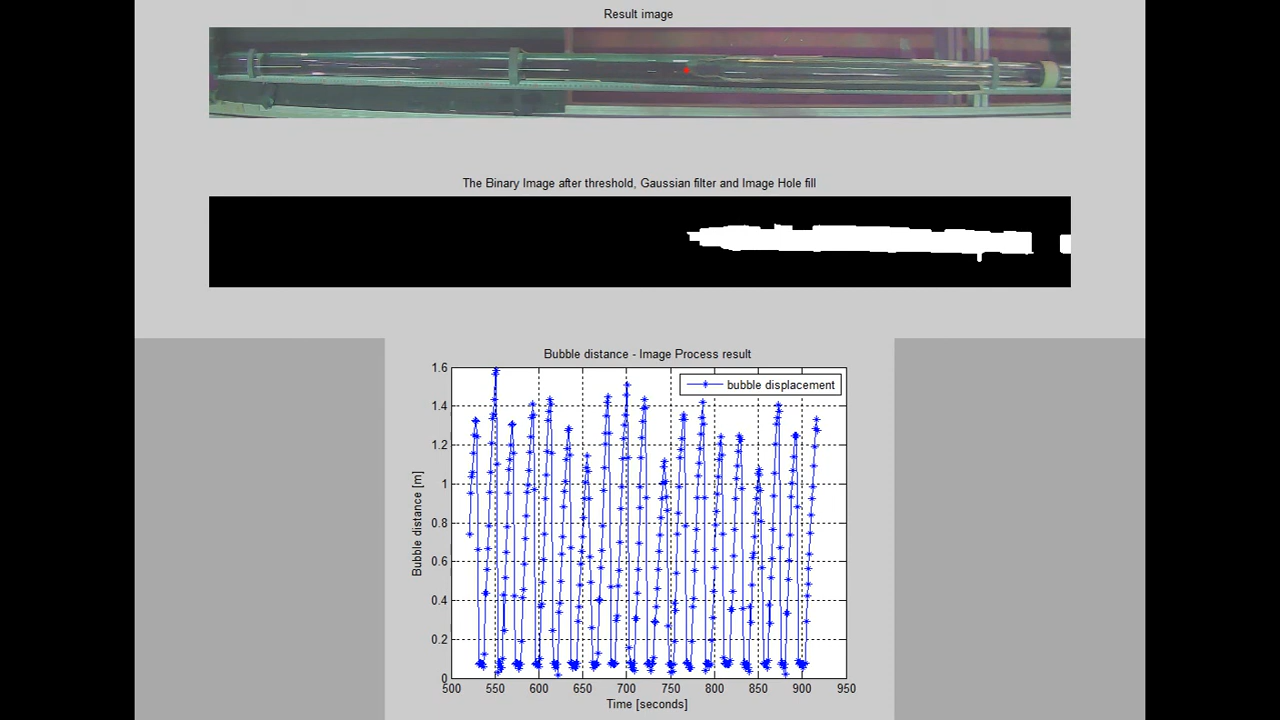 Result image
The Binary Image after threshold, Gaussian filter and Image Hole fill
Bubble distance - Image Process result
bubble displacement
Bubble distance [m]
1.6
1.4
1.2
1
0.8
0.6
0.4
0.2
0
500 550 600 650 700 750 800 850 900 950
Time [seconds]